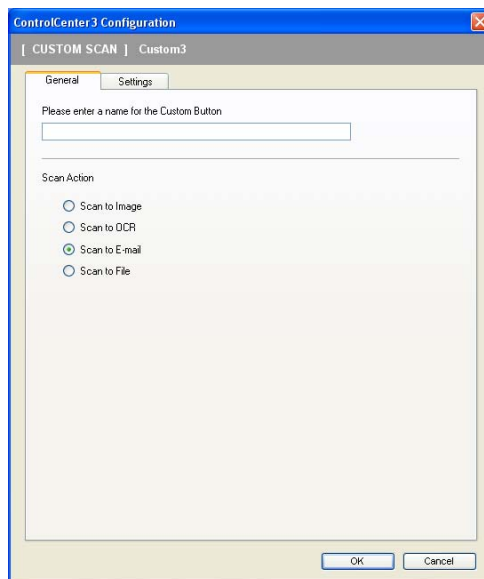 ControlCenter3 Configuration
[ CUSTOM SCAN ] Custom3
General Settings
Please enter a name for the Custom Button
Scan Action
Scan to Image
Scan to OCR
Scan to E-mail
Scan to File
OK Cancel